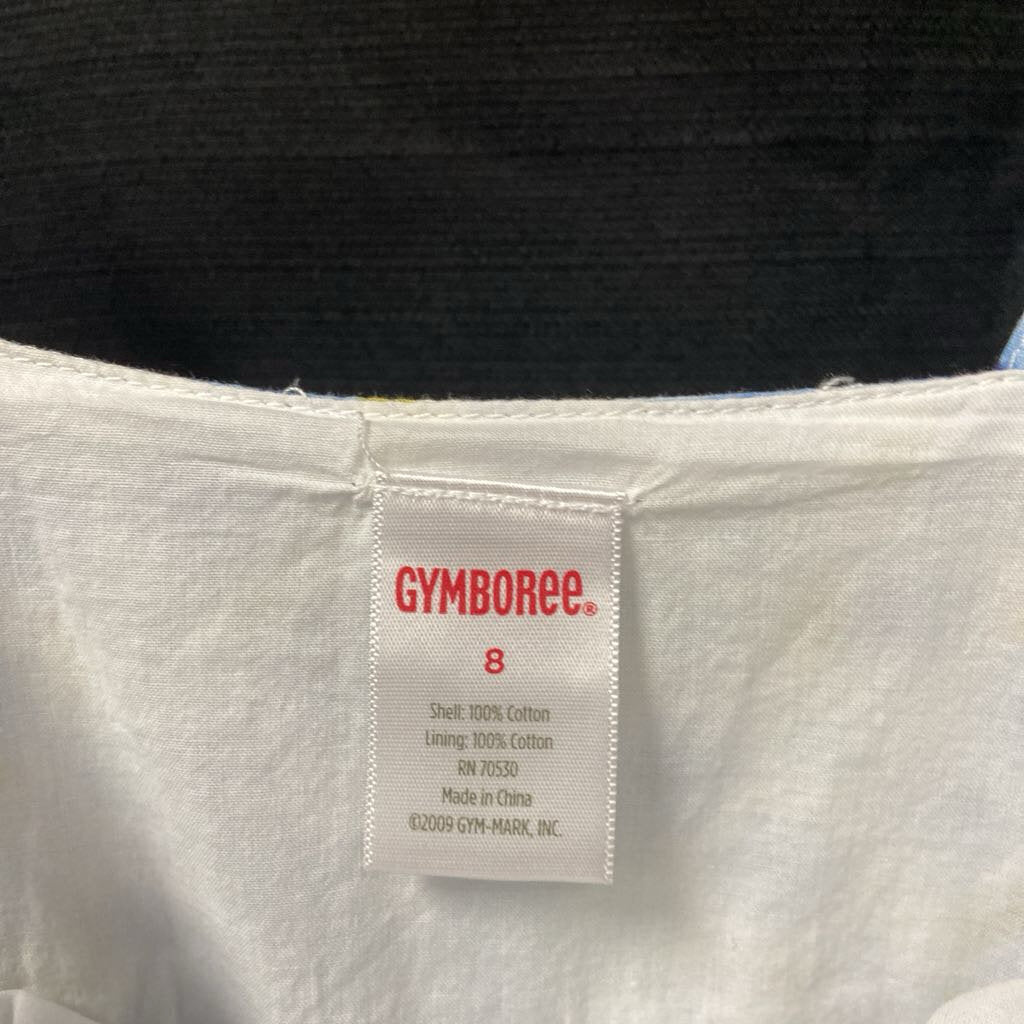 GYMBOREE®
8
Shell: 100% Cotton
Lining: 100% Cotton
RN 70530
Made in China
©2009 GYM-MARK, INC.